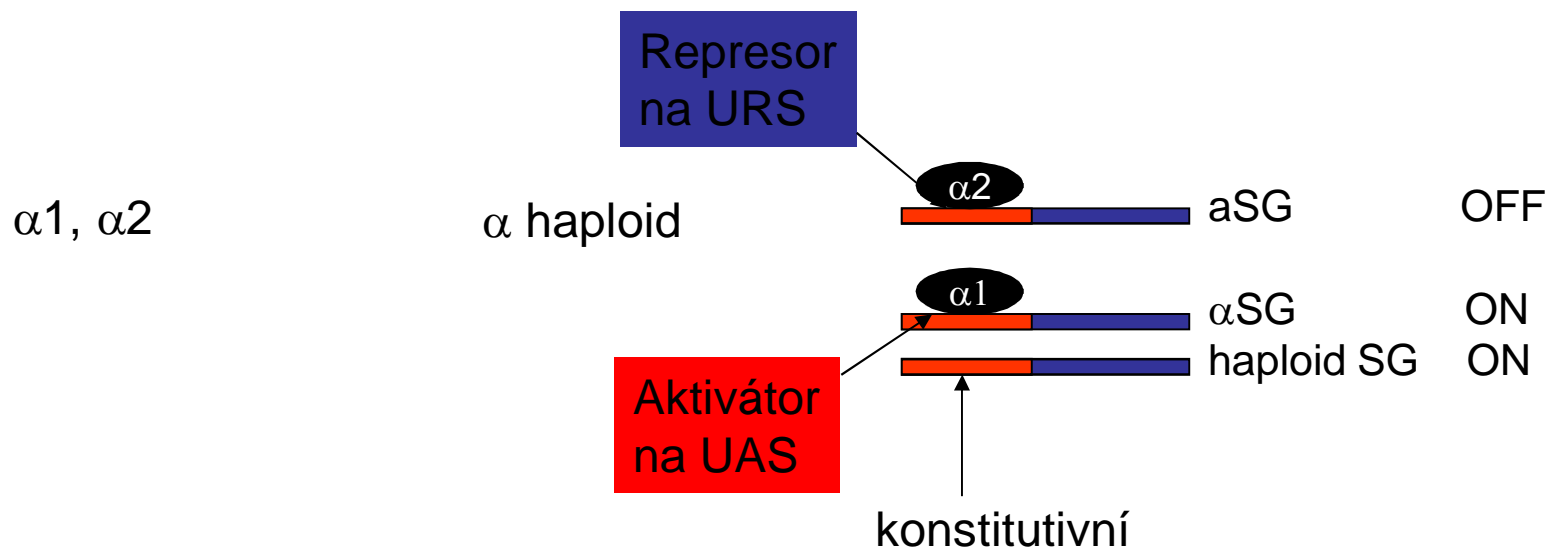 Represor
na URS
α2
α1, α2
α haploid
aSG OFF
α1
αSG ON
haploid SG ON
Aktivátor
na UAS
konstitutivní